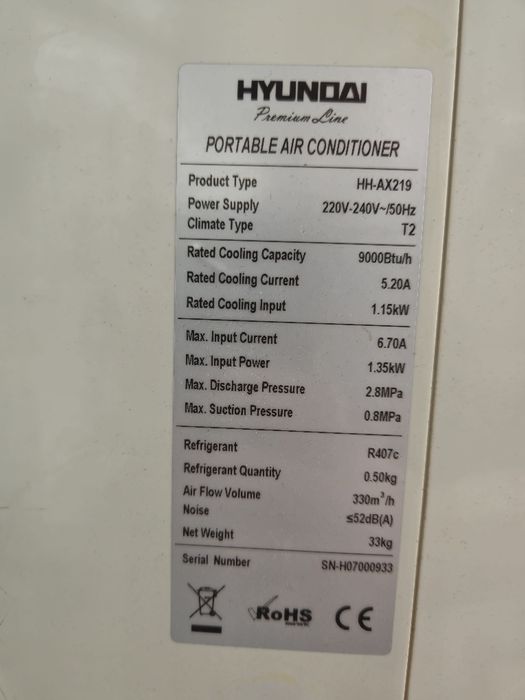 HYUNDAI
Premium Line
PORTABLE AIR CONDITIONER
Product Type HH-AX219
Power Supply 220V-240V~/50Hz
Climate Type T2
Rated Cooling Capacity 9000Btu/h
Rated Cooling Current 5.20A
Rated Cooling Input 1.15kW
Max. Input Current 6.70A
Max. Input Power 1.35kW
Max. Discharge Pressure 2.8MPa
Max. Suction Pressure 0.8MPa
Refrigerant R407c
Refrigerant Quantity 0.50kg
Air Flow Volume 330m³/h
Noise ≤52dB(A)
Net Weight 33kg
Serial Number SN-H07000933
RoHS CE